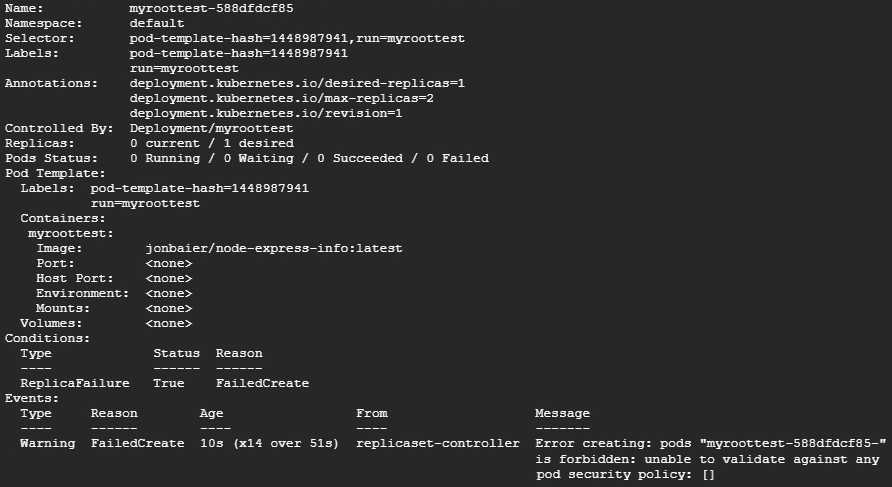 Name:           myroottest-588dfdcf85
Namespace:      default
Selector:       pod-template-hash=1448987941,run=myroottest
Labels:         pod-template-hash=1448987941
                run=myroottest
Annotations:    deployment.kubernetes.io/desired-replicas=1
                deployment.kubernetes.io/max-replicas=2
                deployment.kubernetes.io/revision=1
Controlled By:  Deployment/myroottest
Replicas:       0 current / 1 desired
Pods Status:    0 Running / 0 Waiting / 0 Succeeded / 0 Failed
Pod Template:
  Labels:  pod-template-hash=1448987941
           run=myroottest
  Containers:
   myroottest:
    Image:        jonbaier/node-express-info:latest
    Port:         <none>
    Host Port:    <none>
    Environment:  <none>
    Mounts:       <none>
  Volumes:        <none>
Conditions:
  Type             Status  Reason
  ----             ------  ------
  ReplicaFailure   True    FailedCreate
Events:
  Type     Reason        Age                 From                   Message
  ----     ------        ----                ----                   -------
  Warning  FailedCreate  10s (x14 over 51s)  replicaset-controller  Error creating: pods "myroottest-588dfdcf85-"
                                                                    is forbidden: unable to validate against any
                                                                    pod security policy: []